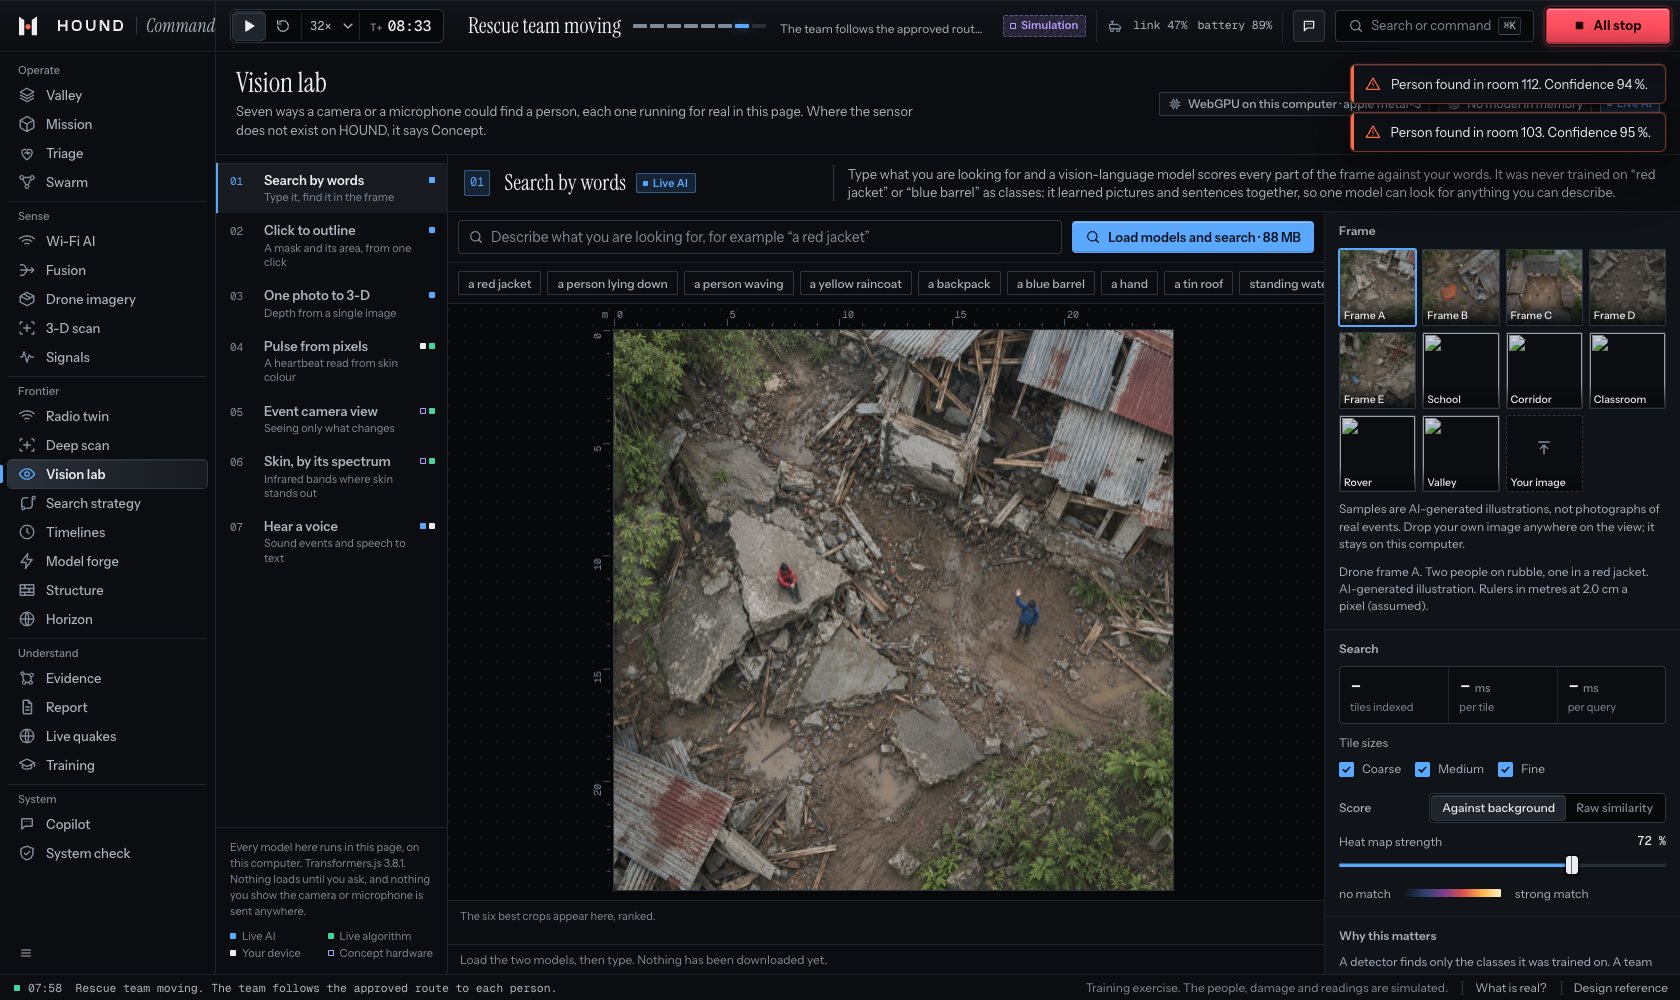 HOUND Command
32× T+ 08:33
Rescue team moving
The team follows the approved rout…
Simulation
link 47% battery 89%
Search or command ⌘K
All stop
Operate
Valley
Mission
Triage
Swarm
Sense
Wi-Fi AI
Fusion
Drone imagery
3-D scan
Signals
Frontier
Radio twin
Deep scan
Vision lab
Search strategy
Timelines
Model forge
Structure
Horizon
Understand
Evidence
Report
Live quakes
Training
System
Copilot
System check
Vision lab
Seven ways a camera or a microphone could find a person, each one running for real in this page. Where the sensor
does not exist on HOUND, it says Concept.
WebGPU on this computer · apple metal-3
No model in memory
Live AI
Person found in room 112. Confidence 94 %.
Person found in room 103. Confidence 95 %.
01 Search by words
Type it, find it in the frame
02 Click to outline
A mask and its area, from one
click
03 One photo to 3-D
Depth from a single image
04 Pulse from pixels
A heartbeat read from skin
colour
05 Event camera view
Seeing only what changes
06 Skin, by its spectrum
Infrared bands where skin
stands out
07 Hear a voice
Sound events and speech to
text
Every model here runs in this page, on
this computer. Transformers.js 3.8.1.
Nothing loads until you ask, and nothing
you show the camera or microphone is
sent anywhere.
Live AI
Live algorithm
Your device
Concept hardware
01 Search by words Live AI
Type what you are looking for and a vision-language model scores every part of the frame against your words. It was never trained on “red
jacket” or “blue barrel” as classes: it learned pictures and sentences together, so one model can look for anything you can describe.
Describe what you are looking for, for example “a red jacket”
Load models and search · 88 MB
a red jacket
a person lying down
a person waving
a yellow raincoat
a backpack
a blue barrel
a hand
a tin roof
standing wate
m 0 5 10 15 20
0
5
10
15
20
The six best crops appear here, ranked.
Load the two models, then type. Nothing has been downloaded yet.
Frame
Frame A
Frame B
Frame C
Frame D
Frame E
School
Corridor
Classroom
Rover
Valley
Your image
Samples are AI-generated illustrations, not photographs of
real events. Drop your own image anywhere on the view; it
stays on this computer.
Drone frame A. Two people on rubble, one in a red jacket.
AI-generated illustration. Rulers in metres at 2.0 cm a
pixel (assumed).
Search
– – ms – ms
tiles indexed per tile per query
Tile sizes
Coarse Medium Fine
Score Against background Raw similarity
Heat map strength 72 %
no match strong match
Why this matters
A detector finds only the classes it was trained on. A team
07:58 Rescue team moving. The team follows the approved route to each person.
Training exercise. The people, damage and readings are simulated.
What is real?
Design reference